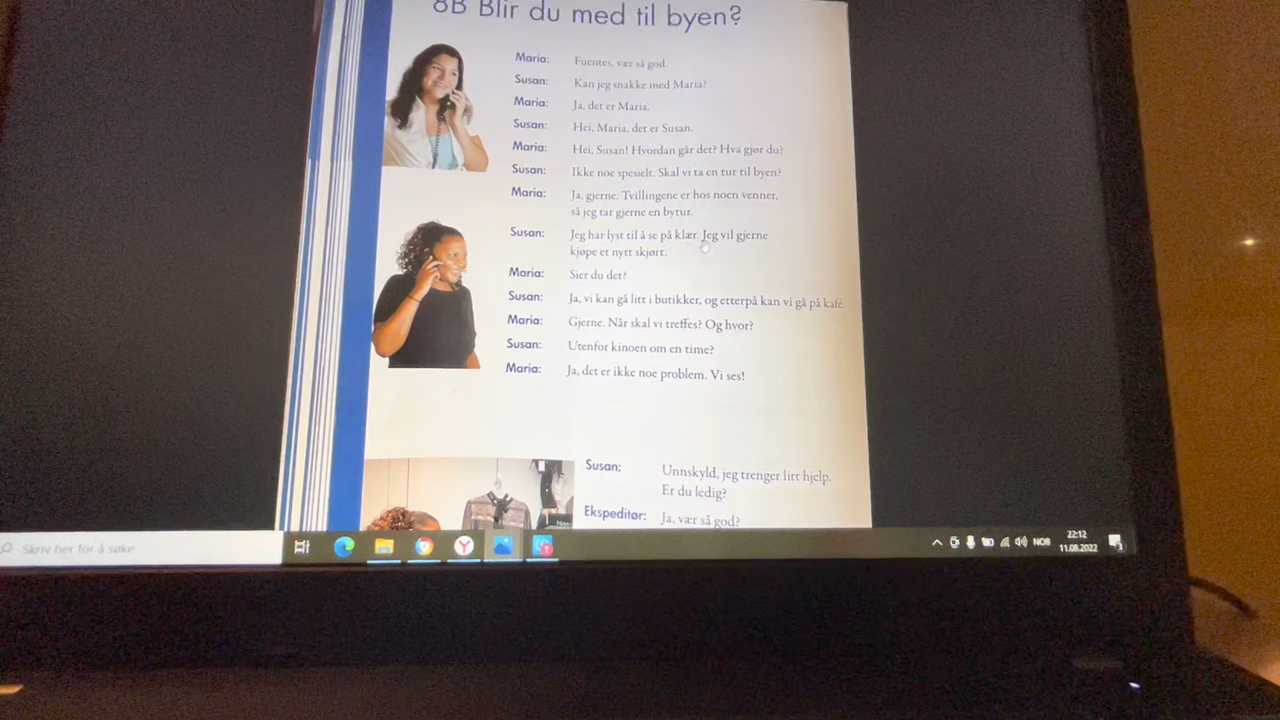 8B Blir du med til byen?
Maria: Fuentes, vær så god.
Susan: Kan jeg snakke med Maria?
Maria: Ja, det er Maria.
Susan: Hei, Maria, det er Susan.
Maria: Hei, Susan! Hvordan går det? Hva gjør du?
Susan: Ikke noe spesielt. Skal vi ta en tur til byen?
Maria: Ja, gjerne. Tvillingene er hos noen venner,
så jeg tar gjerne en bytur.
Susan: Jeg har lyst til å se på klær. Jeg vil gjerne
kjøpe et nytt skjørt.
Maria: Sier du det?
Susan: Ja, vi kan gå litt i butikker, og etterpå kan vi gå på kafé.
Maria: Gjerne. Når skal vi treffes? Og hvor?
Susan: Utenfor kinoen om en time?
Maria: Ja, det er ikke noe problem. Vi ses!
Susan: Unnskyld, jeg trenger litt hjelp.
Er du ledig?
Ekspeditør: Ja, vær så god?
Skriv her for å søke
NOB
22:12
11.08.2022
3